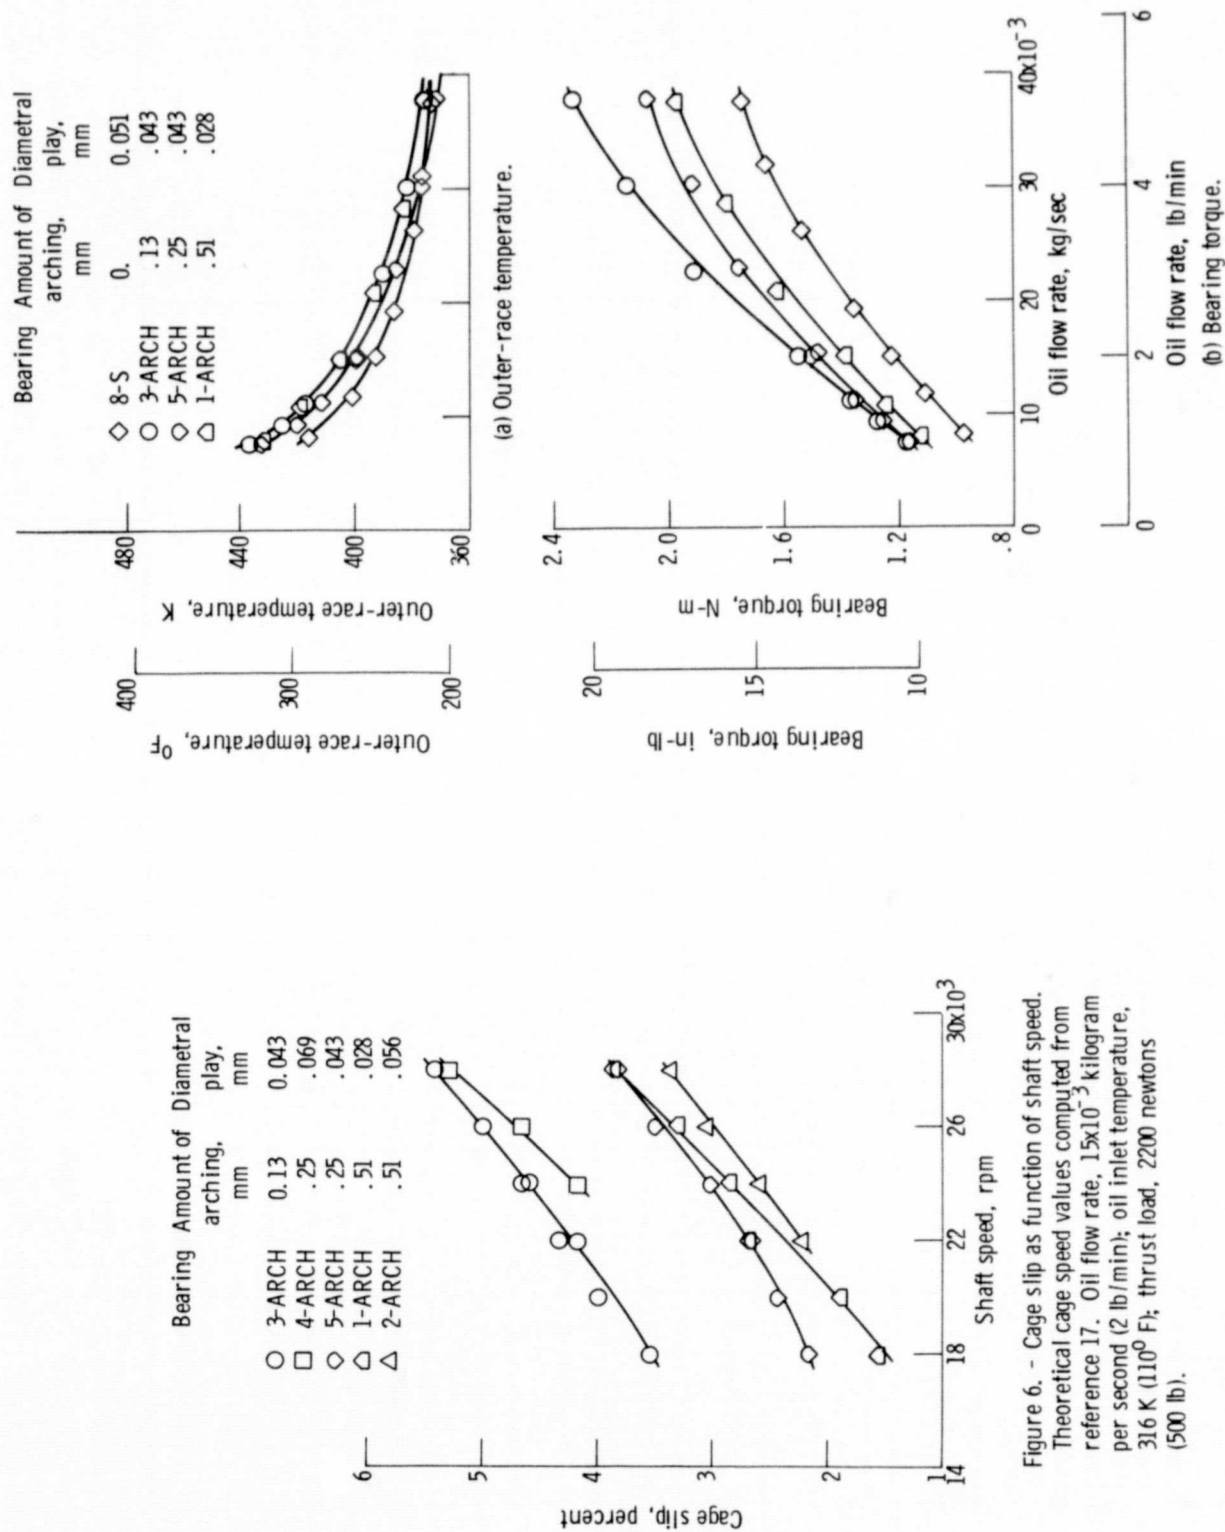 Bearing Amount of Diametral
arching, play,
mm mm
3-ARCH 0.13 0.043
4-ARCH .25 .069
5-ARCH .25 .043
1-ARCH .51 .028
2-ARCH .51 .056
Cage slip, percent
6
5
4
3
2
1
14
18
22
26
30x10³
Shaft speed, rpm
Figure 6. - Cage slip as function of shaft speed.
Theoretical cage speed values computed from
reference 17. Oil flow rate, 15x10⁻³ kilogram
per second (2 lb/min); oil inlet temperature,
316 K (110⁰ F); thrust load, 2200 newtons
(500 lb).
Bearing Amount of Diametral
arching, play,
mm mm
8-S 0. 0.051
3-ARCH .13 .043
5-ARCH .25 .043
1-ARCH .51 .028
Outer-race temperature, ⁰F
400
300
200
Outer-race temperature, K
480
440
400
360
(a) Outer-race temperature.
Bearing torque, in-lb
20
15
10
Bearing torque, N-m
2.4
2.0
1.6
1.2
.8
0
10
20
30
40x10⁻³
Oil flow rate, kg/sec
0
2
4
6
Oil flow rate, lb/min
(b) Bearing torque.